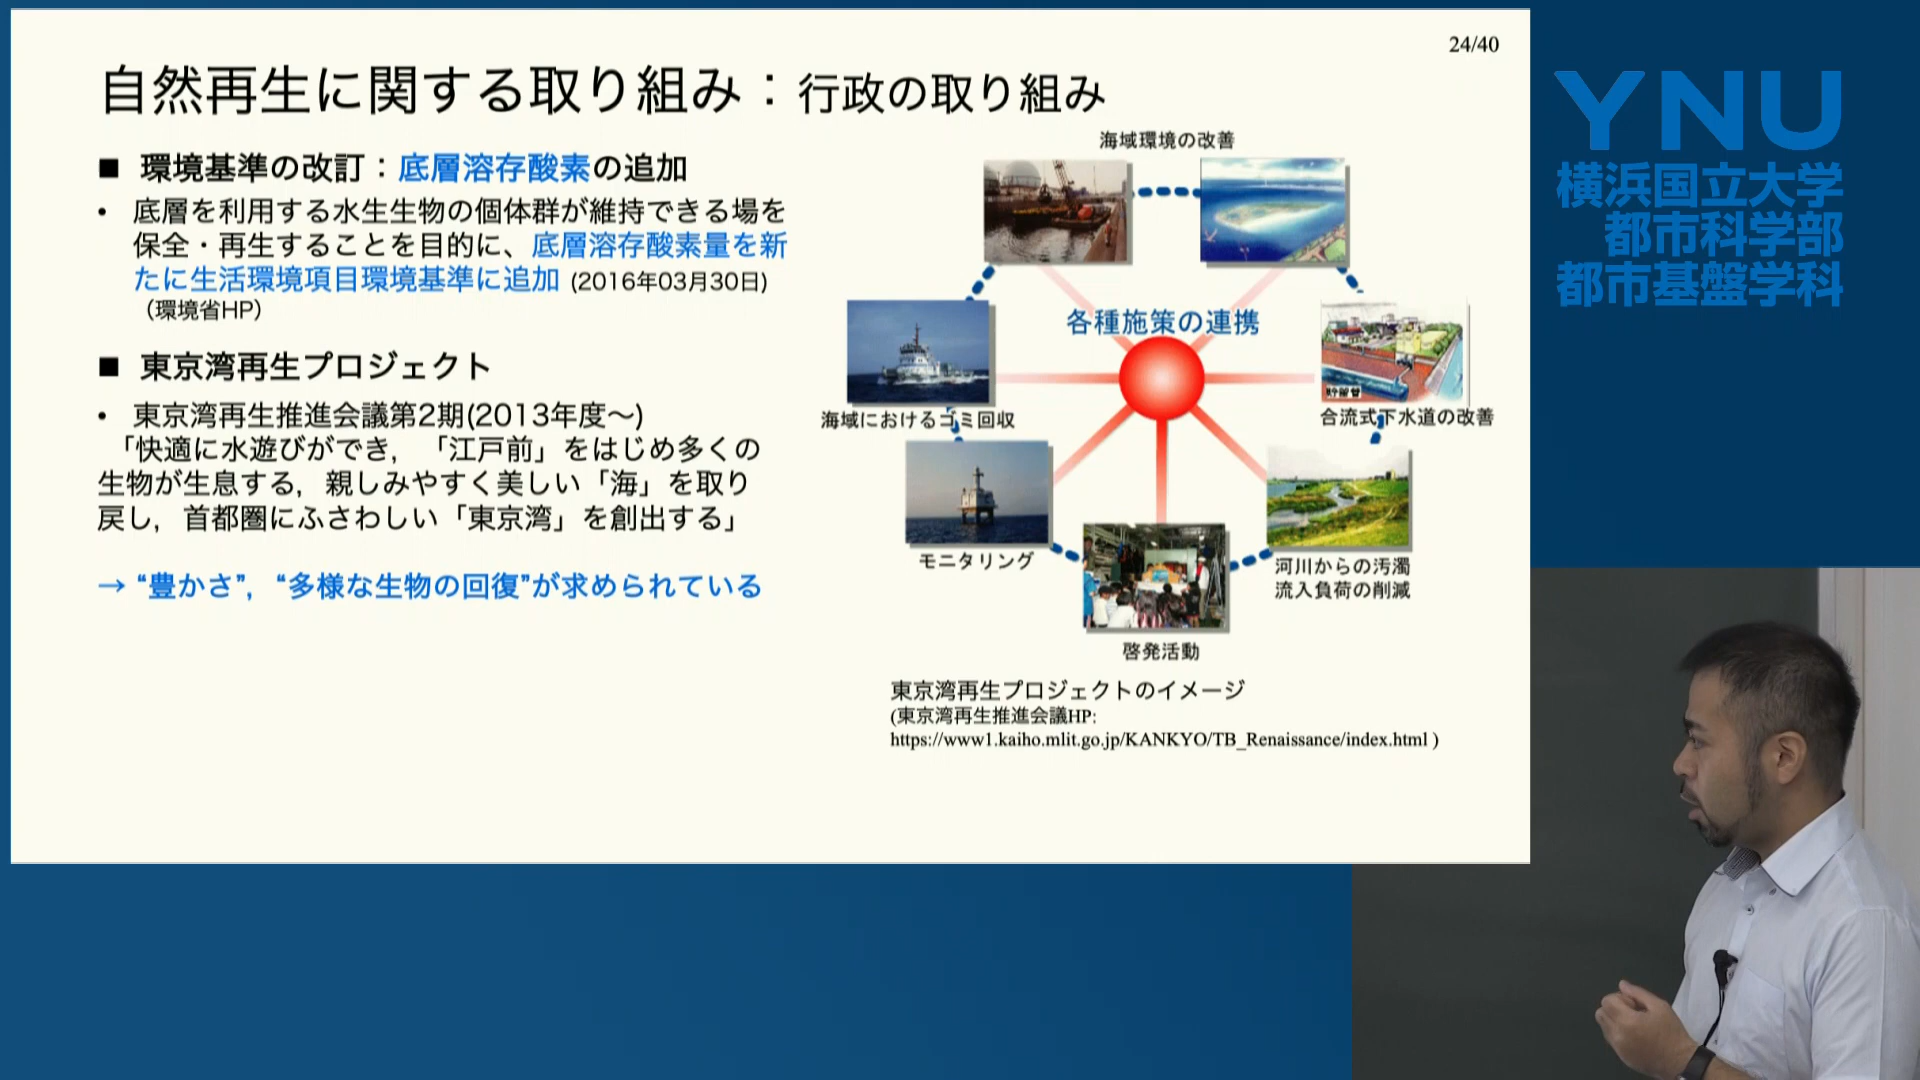 24/40
自然再生に関する取り組み：行政の取り組み
■ 環境基準の改訂：底層溶存酸素の追加
• 底層を利用する水生生物の個体群が維持できる場を
保全・再生することを目的に、底層溶存酸素量を新
たに生活環境項目環境基準に追加 (2016年03月30日)
（環境省HP）
■ 東京湾再生プロジェクト
• 東京湾再生推進会議第2期(2013年度〜)
「快適に水遊びができ，「江戸前」をはじめ多くの
生物が生息する，親しみやすく美しい「海」を取り
戻し，首都圏にふさわしい「東京湾」を創出する」
→ “豊かさ”，“多様な生物の回復”が求められている
海域環境の改善
各種施策の連携
海域におけるゴミ回収
貯留管
合流式下水道の改善
モニタリング
河川からの汚濁
流入負荷の削減
啓発活動
東京湾再生プロジェクトのイメージ
(東京湾再生推進会議HP:
https://www1.kaiho.mlit.go.jp/KANKYO/TB_Renaissance/index.html )
YNU
横浜国立大学
都市科学部
都市基盤学科